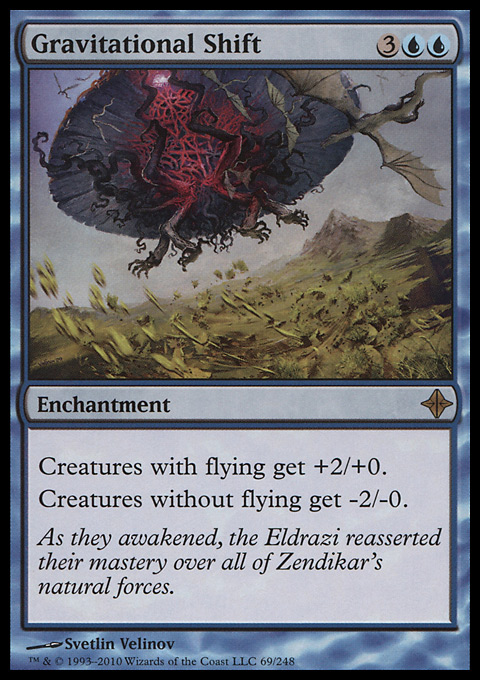 Gravitational Shift 3
Enchantment
Creatures with flying get +2/+0.
Creatures without flying get -2/-0.
As they awakened, the Eldrazi reasserted
their mastery over all of Zendikar's
natural forces.
Svetlin Velinov
™ & © 1993–2010 Wizards of the Coast LLC 69/248